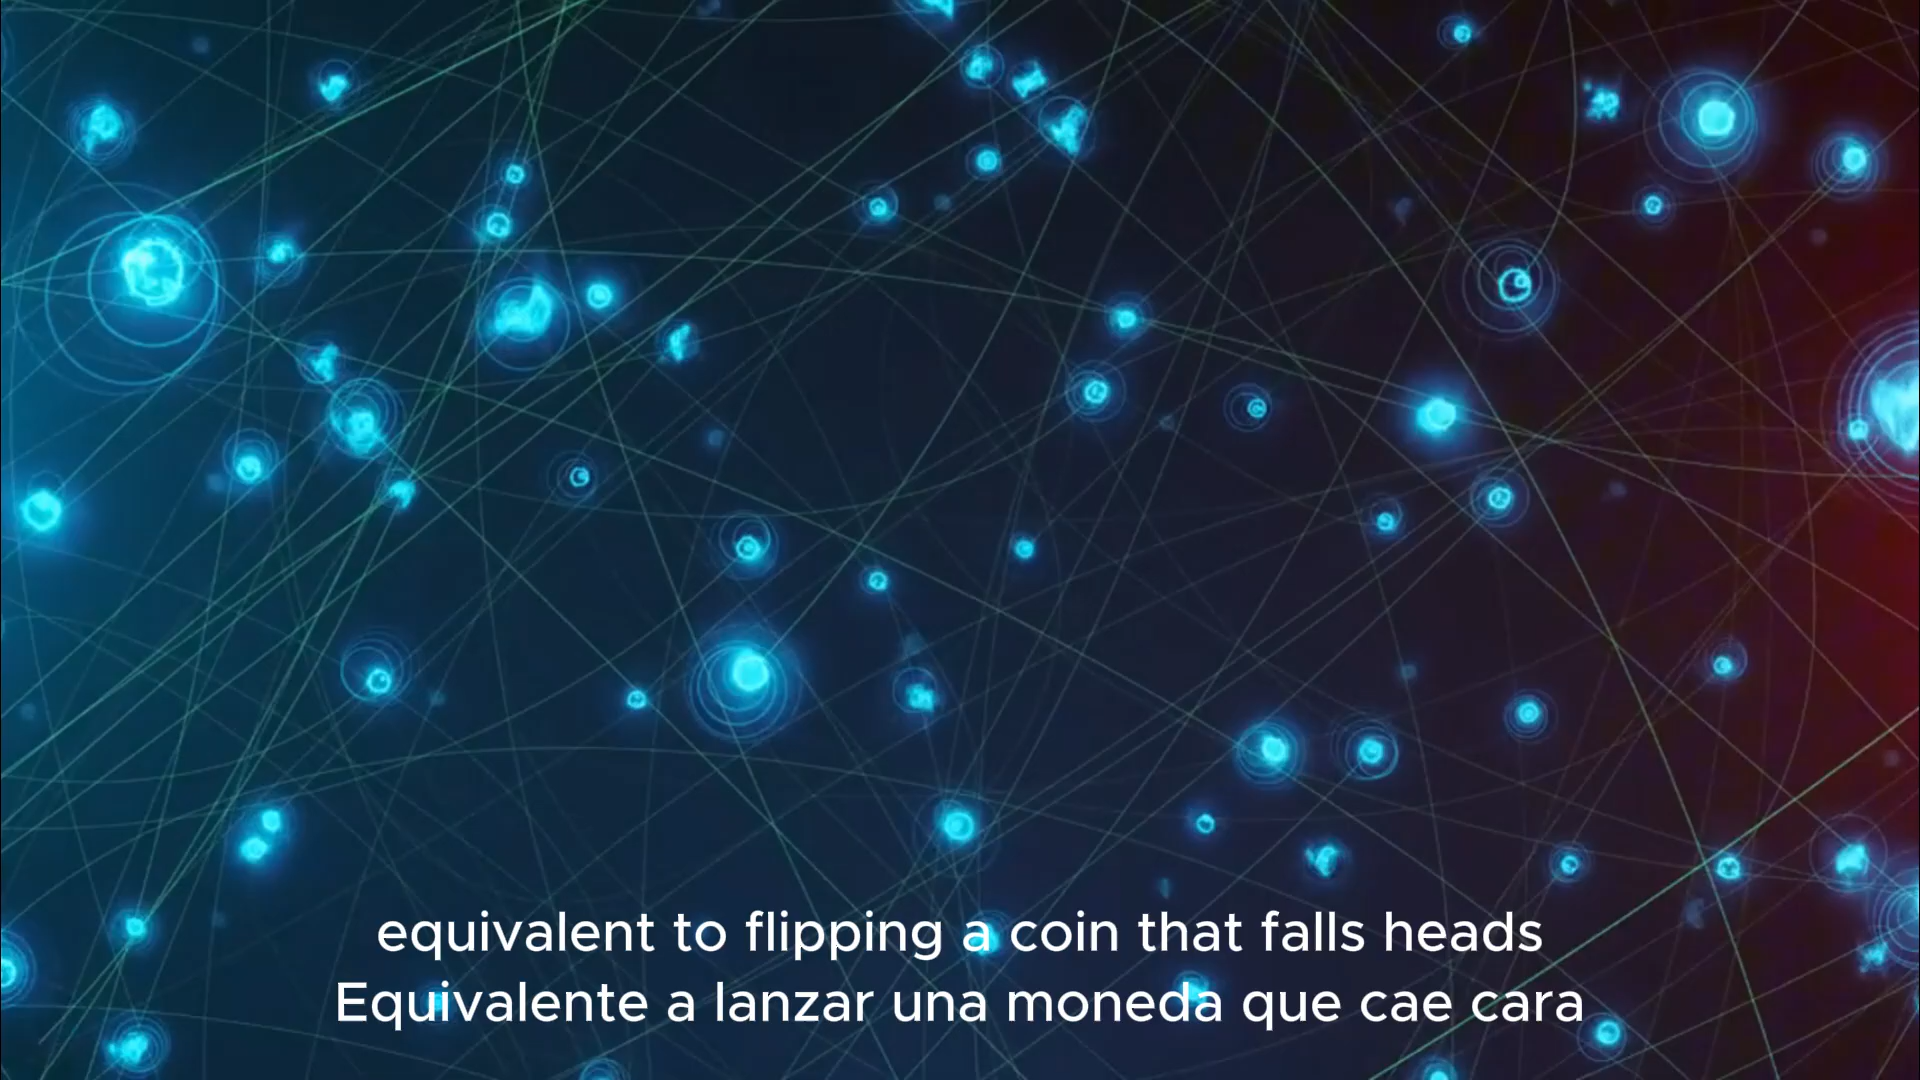 equivalent to flipping a coin that falls heads
Equivalente a lanzar una moneda que cae cara